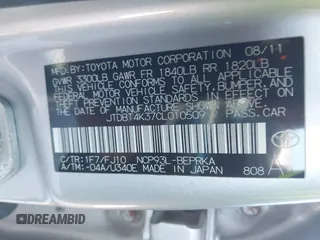 MFD.BY:TOYOTA MOTOR CORPORATION 08/11
GVWR 3300LB GAWR FR 1840LB RR 1820LB
THIS VEHICLE CONFORMS TO ALL APPLICABLE
FEDERAL MOTOR VEHICLE SAFETY, BUMPER, AND
THEFT PREVENTION STANDARDS IN EFFECT ON
THE DATE OF MANUFACTURE SHOWN ABOVE.
JTDBT4K37CL010509 PASS.CAR
C/TR:1F7/FJ10 NCP93L-BEPRKA
A/TM:-04A/U340E MADE IN JAPAN 808 A